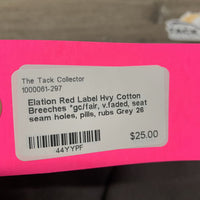 The Tack Collector
1000061-297
Elation Red Label Hvy Cotton
Breeches *gc/fair, v.faded, seat
seam holes, pills, rubs Grey 26
$25.00
44YYPF